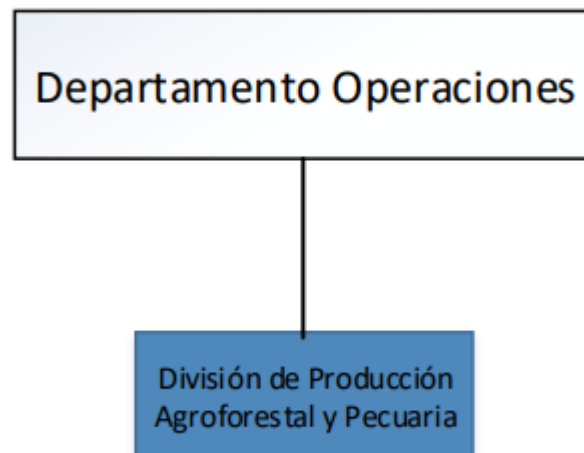 Departamento Operaciones
División de Producción
Agroforestal y Pecuaria